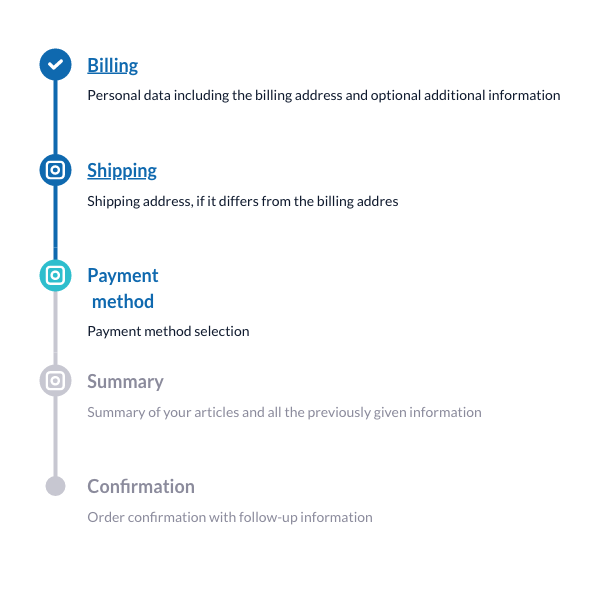 Billing
Personal data including the billing address and optional additional information
Shipping
Shipping address, if it differs from the billing addres
Payment
method
Payment method selection
Summary
Summary of your articles and all the previously given information
Confirmation
Order confirmation with follow-up information